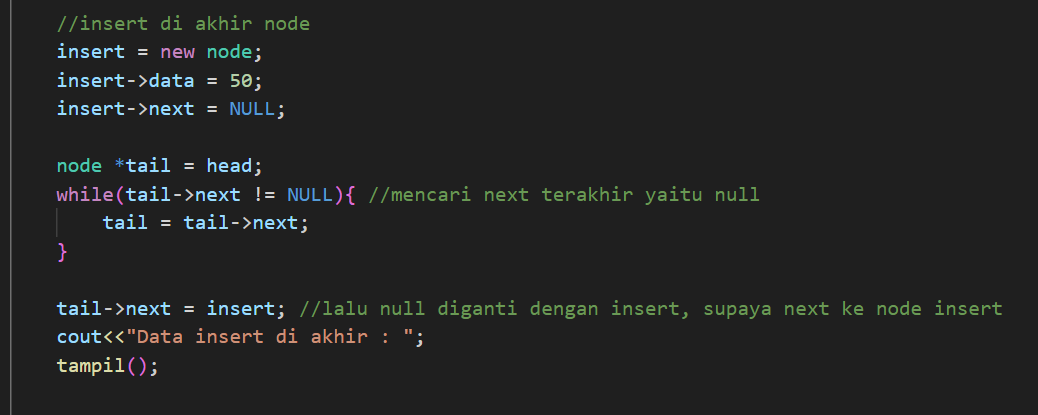 //insert di akhir node
insert = new node;
insert->data = 50;
insert->next = NULL;
node *tail = head;
while(tail->next != NULL){ //mencari next terakhir yaitu null
tail = tail->next;
}
tail->next = insert; //lalu null diganti dengan insert, supaya next ke node insert
cout<<"Data insert di akhir : ";
tampil();